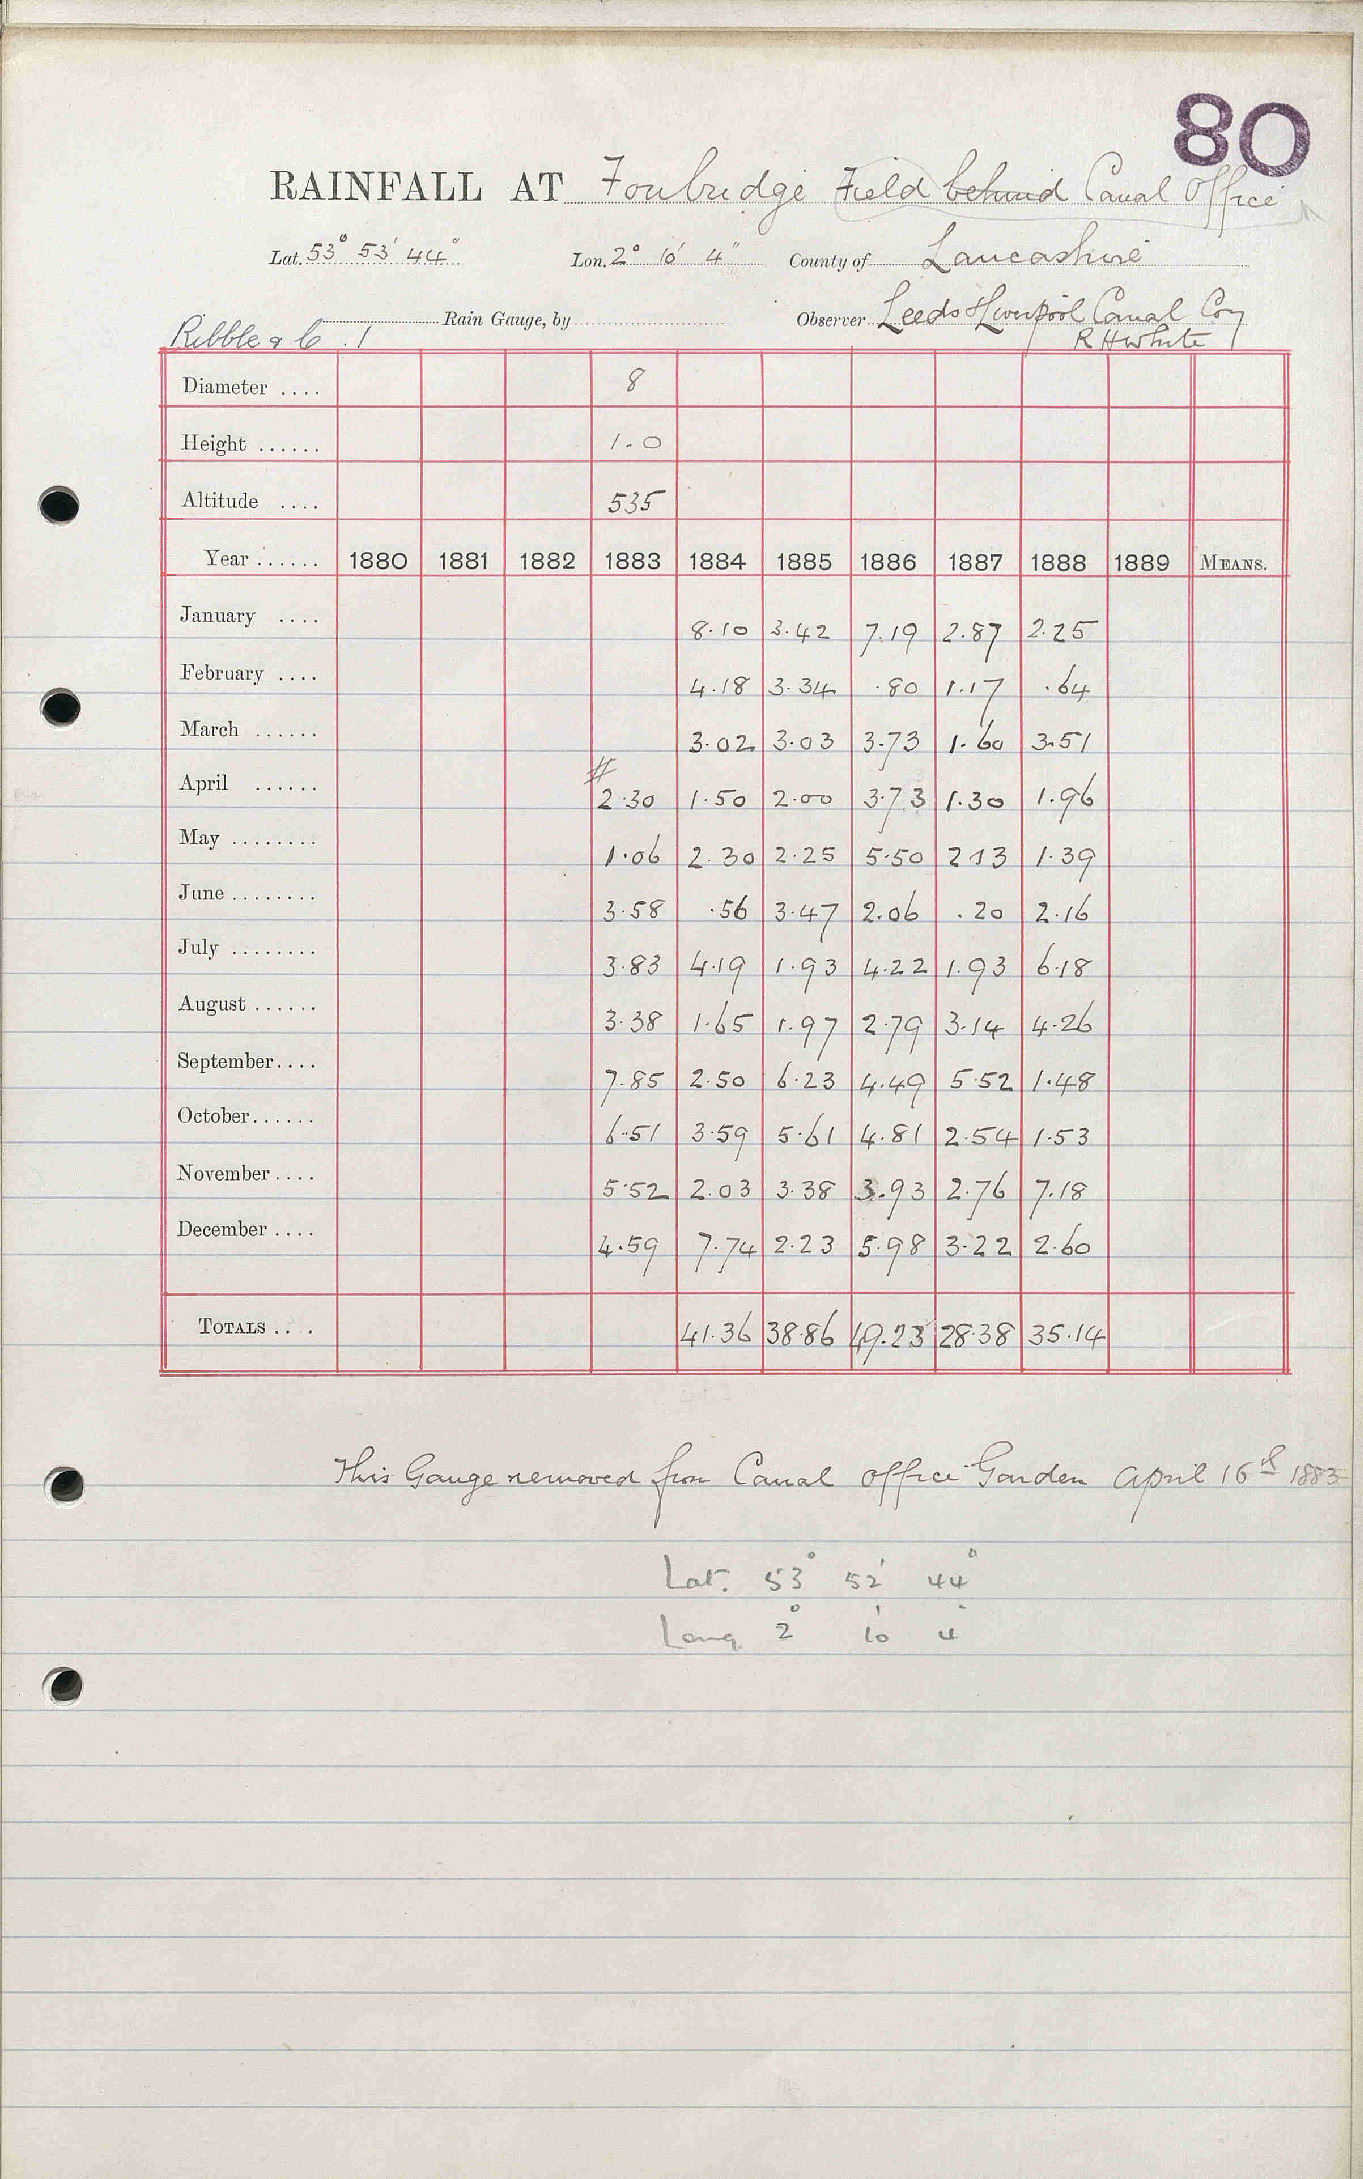 80
RAINFALL AT Foulridge Field behind Canal Office
Lat. 53° 53' 44" Lon. 2° 10' 4" County of Lancashire
Rain Gauge, by Observer Leeds & Liverpool Canal Coy
Ribble &c. 1 R H White
Diameter .... 8
Height ...... 1.0
Altitude .... 535
Year ...... 1880 1881 1882 1883 1884 1885 1886 1887 1888 1889 MEANS.
January .... 8.10 3.42 7.19 2.87 2.25
February .... 4.18 3.34 .80 1.17 .64
March ...... 3.02 3.03 3.73 1.60 3.51
#
April ...... 2.30 1.50 2.00 3.73 1.30 1.96
May ........ 1.06 2.30 2.25 5.50 2.13 1.39
June ........ 3.58 .56 3.47 2.06 .20 2.16
July ........ 3.83 4.19 1.93 4.22 1.93 6.18
August ...... 3.38 1.65 1.97 2.79 3.14 4.26
September.... 7.85 2.50 6.23 4.49 5.52 1.48
October...... 6.51 3.59 5.61 4.81 2.54 1.53
November.... 5.52 2.03 3.38 3.93 2.76 7.18
December .... 4.59 7.74 2.23 5.98 3.22 2.60
TOTALS .... 41.36 38.86 49.23 28.38 35.14
This Gauge removed from Canal Office Garden April 16th 1883
Lat. 53° 52' 44"
Long. 2° 10' 4"